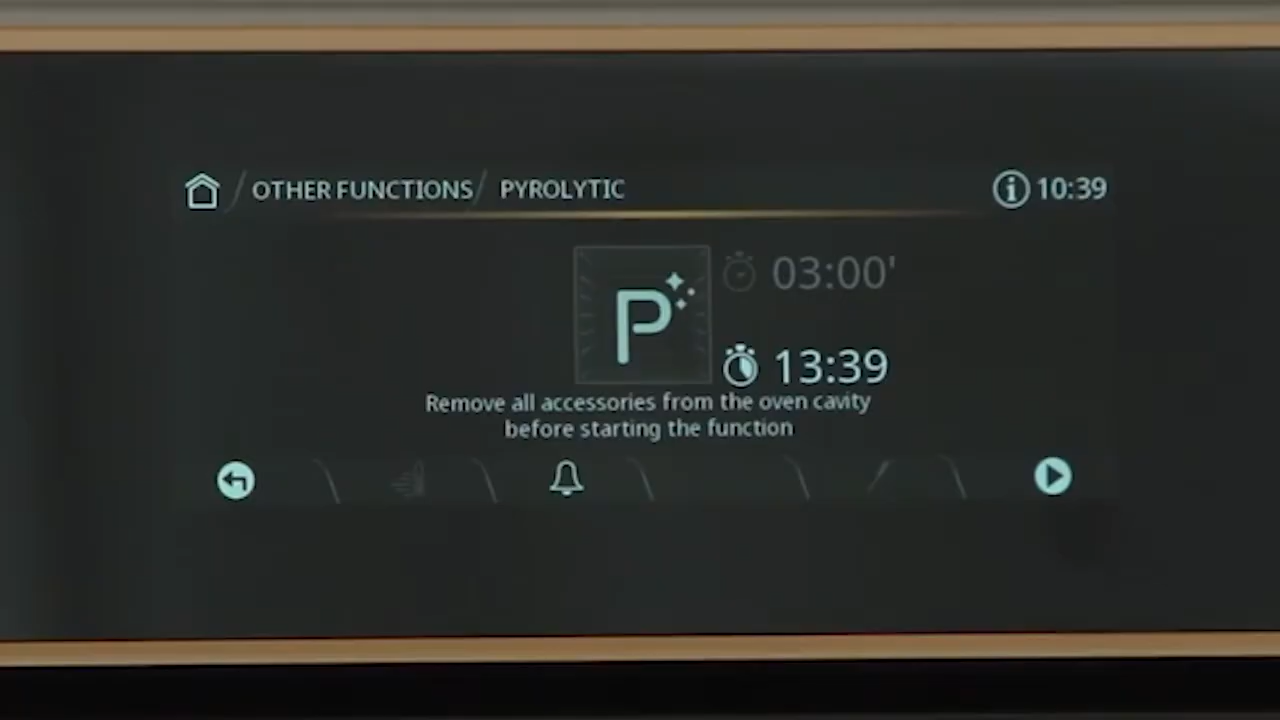 OTHER FUNCTIONS / PYROLYTIC
10:39
P
03:00'
13:39
Remove all accessories from the oven cavity
before starting the function